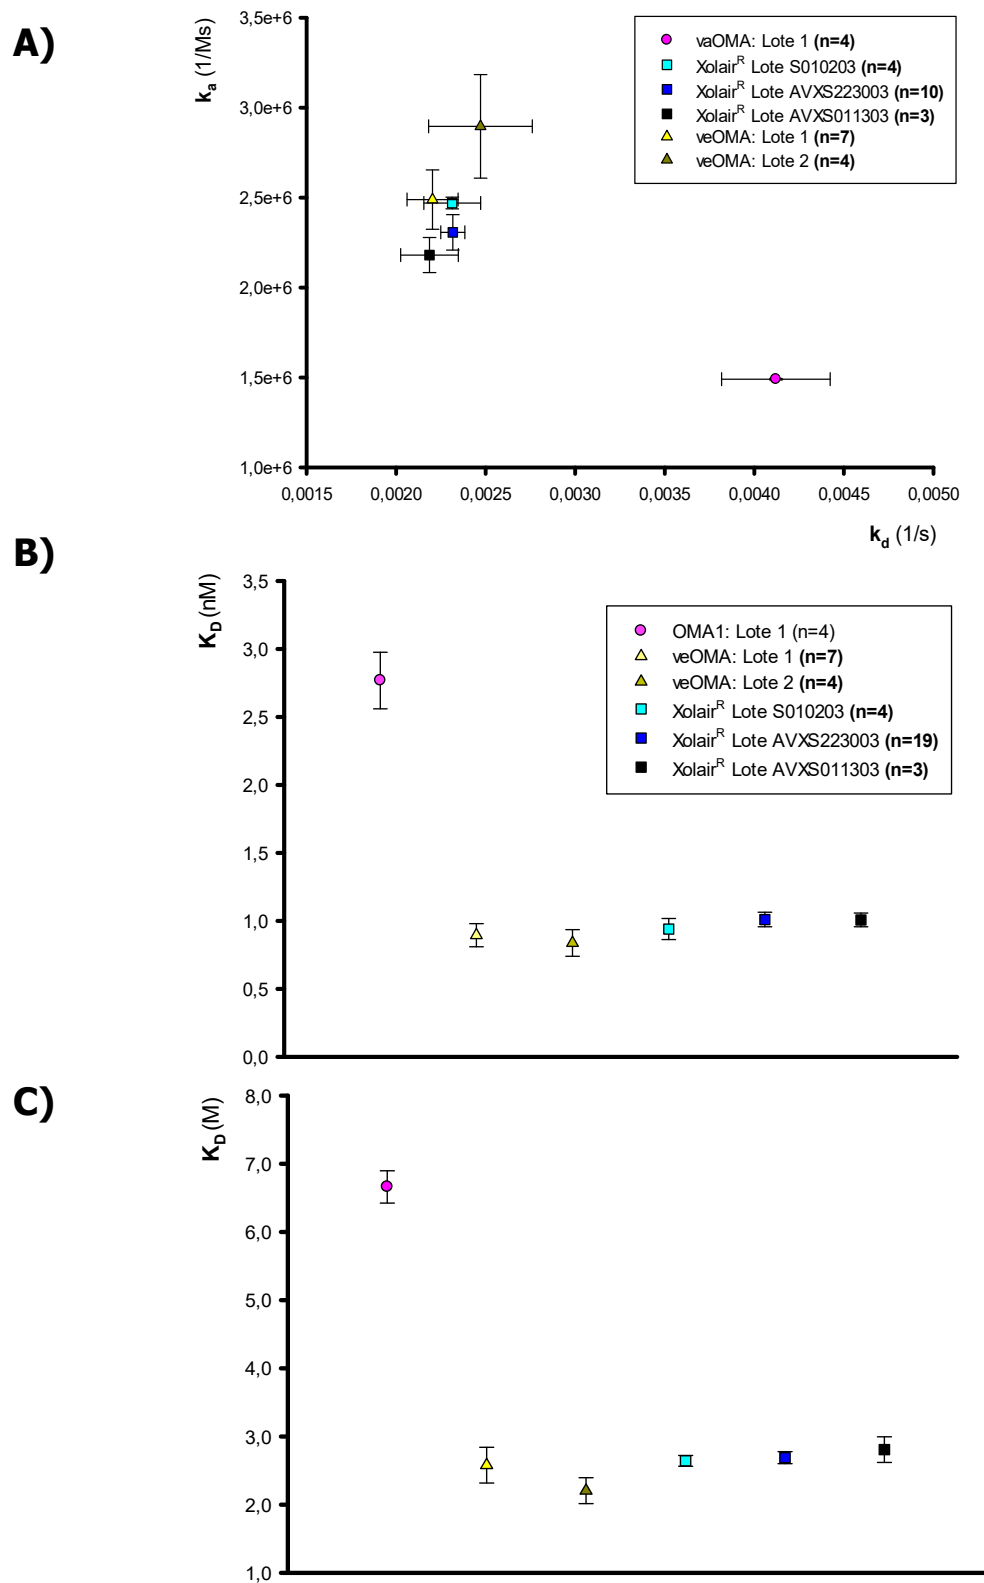 A)
kₐ (1/Ms)
3,5e+6
3,0e+6
2,5e+6
2,0e+6
1,5e+6
1,0e+6
vaOMA: Lote 1 (n=4)
Xolairᴿ Lote S010203 (n=4)
Xolairᴿ Lote AVXS223003 (n=10)
Xolairᴿ Lote AVXS011303 (n=3)
veOMA: Lote 1 (n=7)
veOMA: Lote 2 (n=4)
0,0015 0,0020 0,0025 0,0030 0,0035 0,0040 0,0045 0,0050
k_d (1/s)
B)
K_D (nM)
3,5
3,0
2,5
2,0
1,5
1,0
0,5
0,0
OMA1: Lote 1 (n=4)
veOMA: Lote 1 (n=7)
veOMA: Lote 2 (n=4)
Xolairᴿ Lote S010203 (n=4)
Xolairᴿ Lote AVXS223003 (n=19)
Xolairᴿ Lote AVXS011303 (n=3)
C)
K_D (M)
8,0
7,0
6,0
5,0
4,0
3,0
2,0
1,0